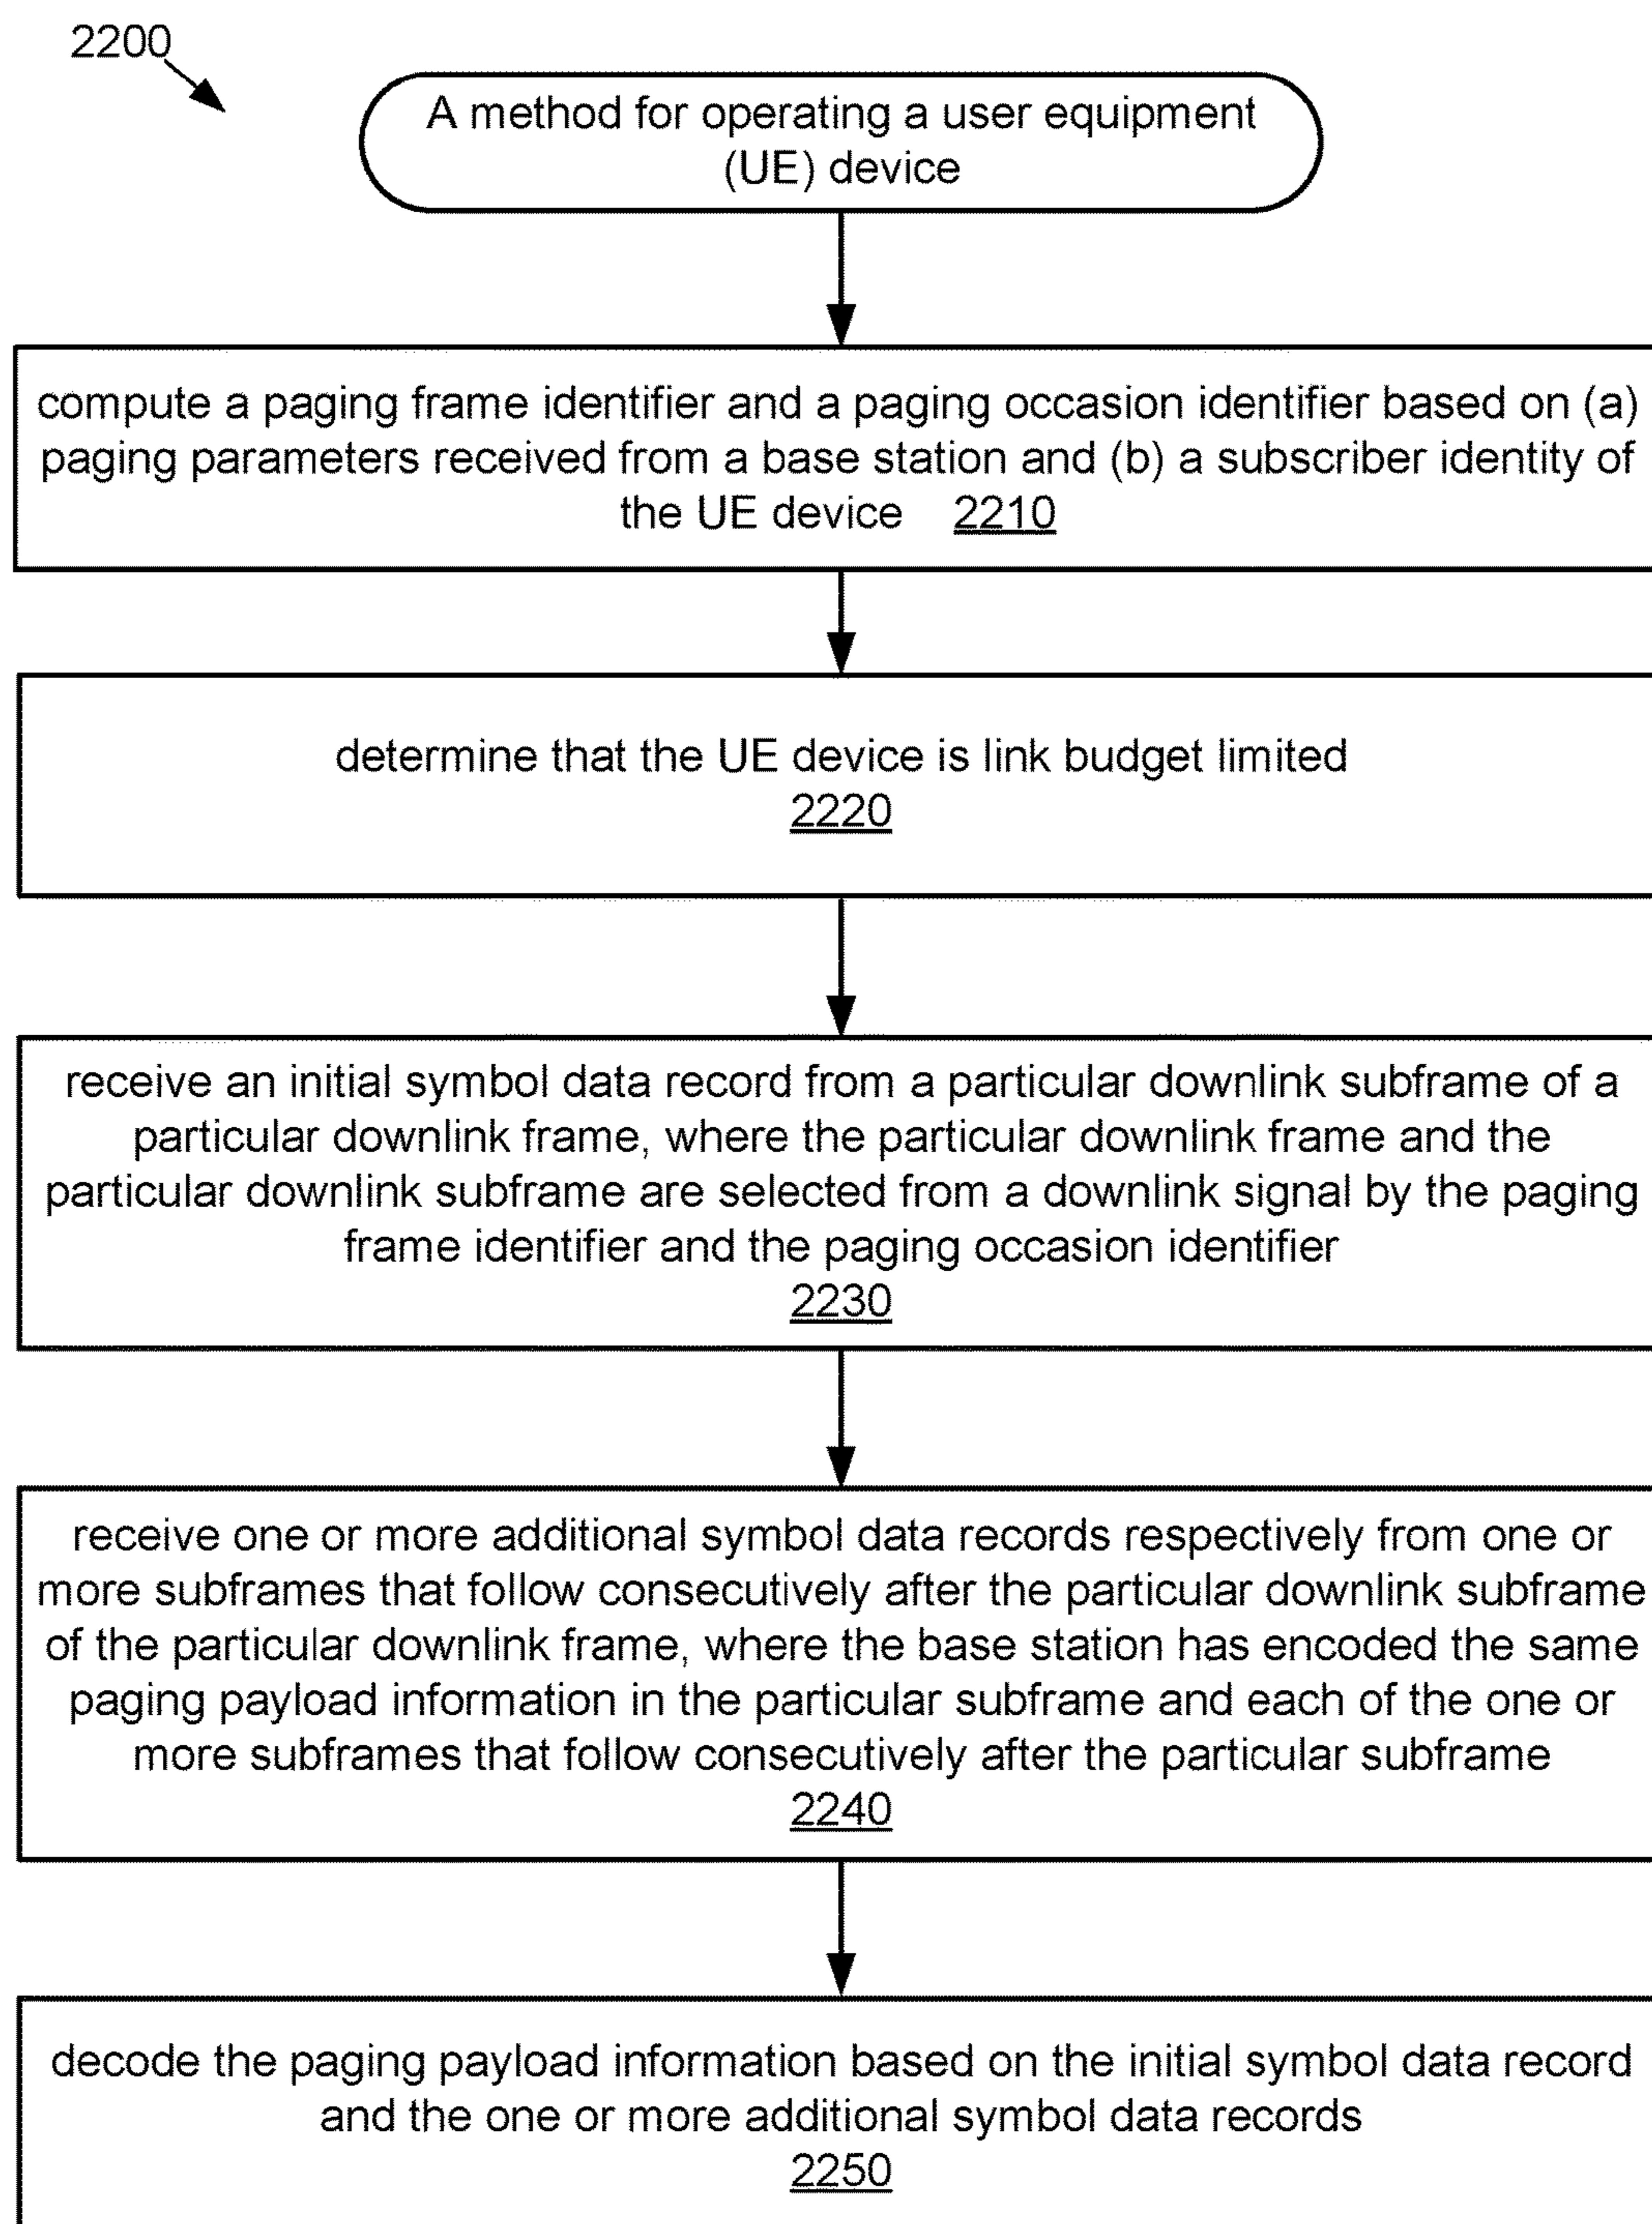 2200
A method for operating a user equipment
(UE) device
compute a paging frame identifier and a paging occasion identifier based on (a)
paging parameters received from a base station and (b) a subscriber identity of
the UE device 2210
determine that the UE device is link budget limited
2220
receive an initial symbol data record from a particular downlink subframe of a
particular downlink frame, where the particular downlink frame and the
particular downlink subframe are selected from a downlink signal by the paging
frame identifier and the paging occasion identifier
2230
receive one or more additional symbol data records respectively from one or
more subframes that follow consecutively after the particular downlink subframe
of the particular downlink frame, where the base station has encoded the same
paging payload information in the particular subframe and each of the one or
more subframes that follow consecutively after the particular subframe
2240
decode the paging payload information based on the initial symbol data record
and the one or more additional symbol data records
2250